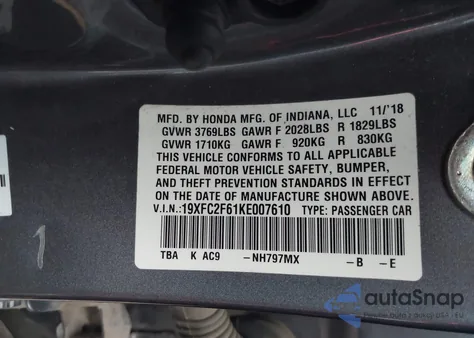 MFD. BY HONDA MFG. OF INDIANA, LLC 11/'18
GVWR 3769LBS GAWR F 2028LBS R 1829LBS
GVWR 1710KG GAWR F 920KG R 830KG
THIS VEHICLE CONFORMS TO ALL APPLICABLE
FEDERAL MOTOR VEHICLE SAFETY, BUMPER,
AND THEFT PREVENTION STANDARDS IN EFFECT
ON THE DATE OF MANUFACTURE SHOWN ABOVE.
V.I.N.:19XFC2F61KE007610 TYPE: PASSENGER CAR
TBA K AC9 -NH797MX -B -E
MI
1
autoSnap